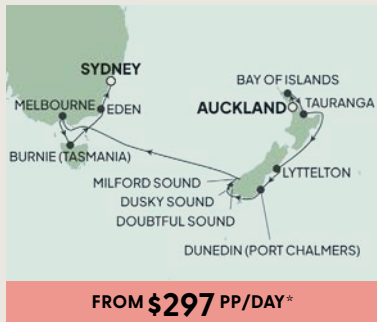 SYDNEY
MELBOURNE
EDEN
BURNIE (TASMANIA)
BAY OF ISLANDS
AUCKLAND
TAURANGA
LYTTELTON
MILFORD SOUND
DUSKY SOUND
DOUBTFUL SOUND
DUNEDIN (PORT CHALMERS)
FROM $297 PP/DAY*